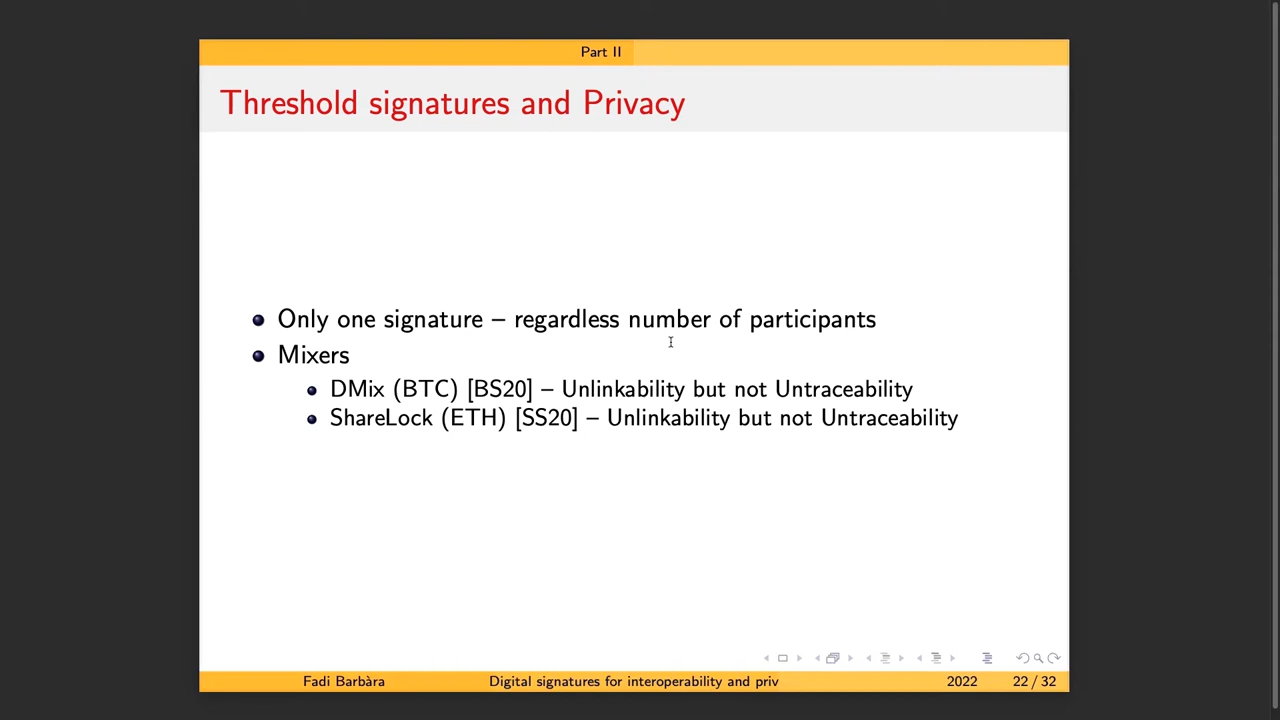 Part II
Threshold signatures and Privacy
Only one signature – regardless number of participants
Mixers
DMix (BTC) [BS20] – Unlinkability but not Untraceability
ShareLock (ETH) [SS20] – Unlinkability but not Untraceability
Fadi Barbàra Digital signatures for interoperability and priv 2022 22 / 32